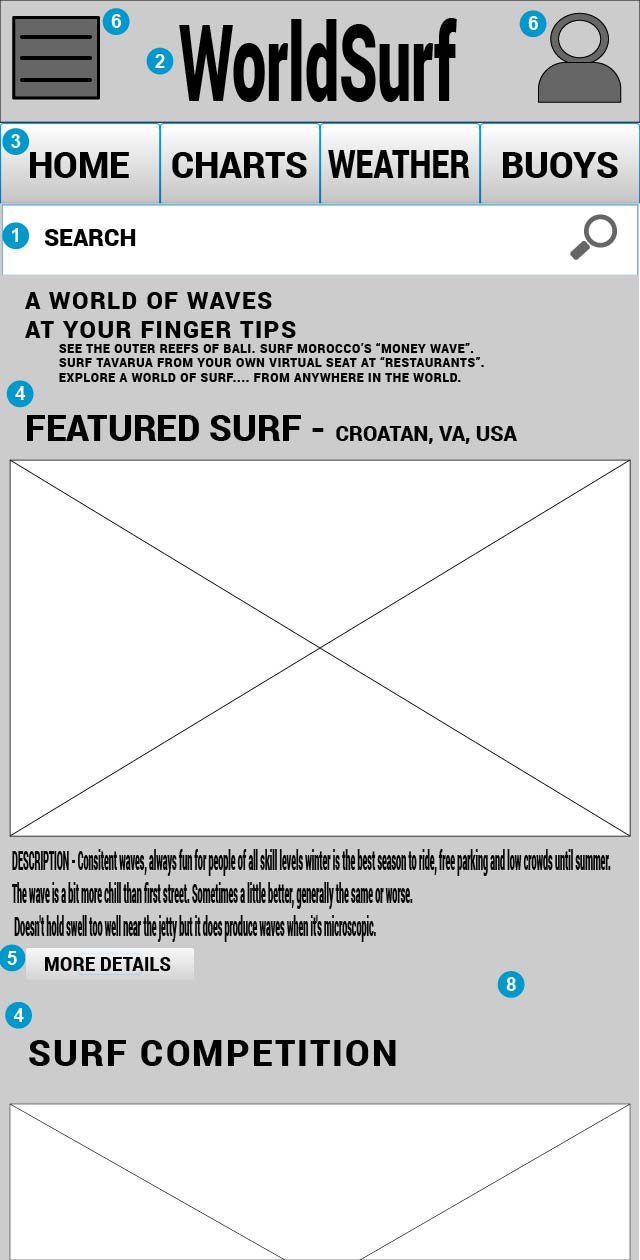 6
2 WorldSurf
6
3 HOME CHARTS WEATHER BUOYS
1 SEARCH
A WORLD OF WAVES
AT YOUR FINGER TIPS
SEE THE OUTER REEFS OF BALI. SURF MOROCCO'S “MONEY WAVE”.
SURF TAVARUA FROM YOUR OWN VIRTUAL SEAT AT “RESTAURANTS”.
EXPLORE A WORLD OF SURF.... FROM ANYWHERE IN THE WORLD.
4
FEATURED SURF - CROATAN, VA, USA
DESCRIPTION - Consitent waves, always fun for people of all skill levels winter is the best season to ride, free parking and low crowds until summer.
The wave is a bit more chill than first street. Sometimes a little better, generally the same or worse.
Doesn't hold swell too well near the jetty but it does produce waves when it's microscopic.
5 MORE DETAILS
8
4
SURF COMPETITION